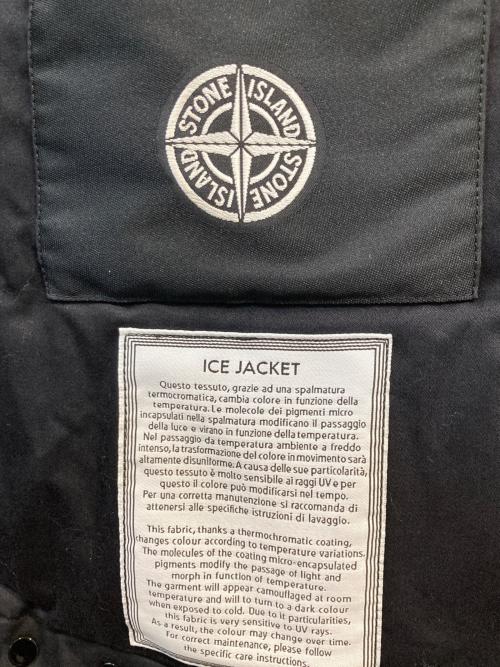 STONE ISLAND
STONE ISLAND
ICE JACKET
Questo tessuto, grazie ad una spalmatura
termocromatica, cambia colore in funzione della
temperatura. Le molecole dei pigmenti micro
incapsulati nella spalmatura modificano il passaggio
della luce e virano in funzione della temperatura.
Nel passaggio da temperatura ambiente a freddo
intenso, la trasformazione del colore in movimento sarà
altamente disuniforme. A causa delle sue particolarità,
questo tessuto è molto sensibile ai raggi UV e per
questo il colore può modificarsi nel tempo.
Per una corretta manutenzione si raccomanda di
attenersi alle specifiche istruzioni di lavaggio.
This fabric, thanks a thermochromatic coating,
changes colour according to temperature variations.
The molecules of the coating micro-encapsulated
pigments modify the passage of light and
morph in function of temperature.
The garment will appear camouflaged at room
temperature and will to turn to a dark colour
when exposed to cold. Due to it particularities,
this fabric is very sensitive to UV rays.
As a result, the colour may change over time.
For correct maintenance, please follow
the specific care instructions.